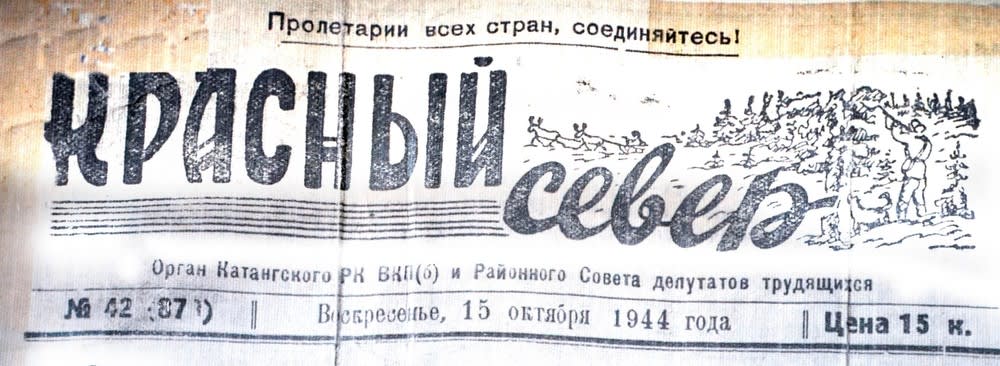 Пролетарии всех стран, соединяйтесь!
КРАСНЫЙ
север
Орган Катангского РК ВКП(б) и Районного Совета депутатов трудящихся
№ 42 (873) || Воскресенье, 15 октября 1944 года || Цена 15 к.